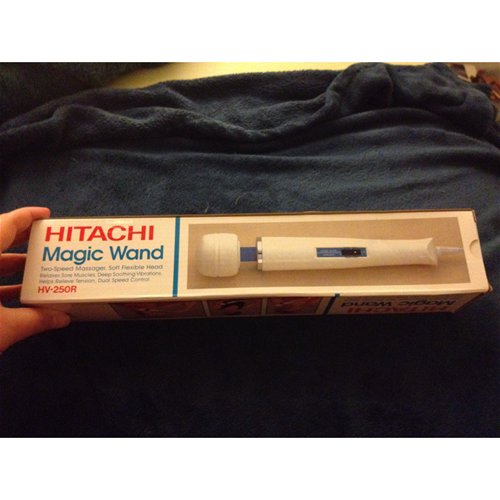 HITACHI
Magic Wand
Two-Speed Massager, Soft Flexible Head
Relaxes Sore Muscles, Deep Soothing Vibrations,
Helps Relieve Tension, Dual Speed Control
HV-250R
HITACHI
Magic Wand